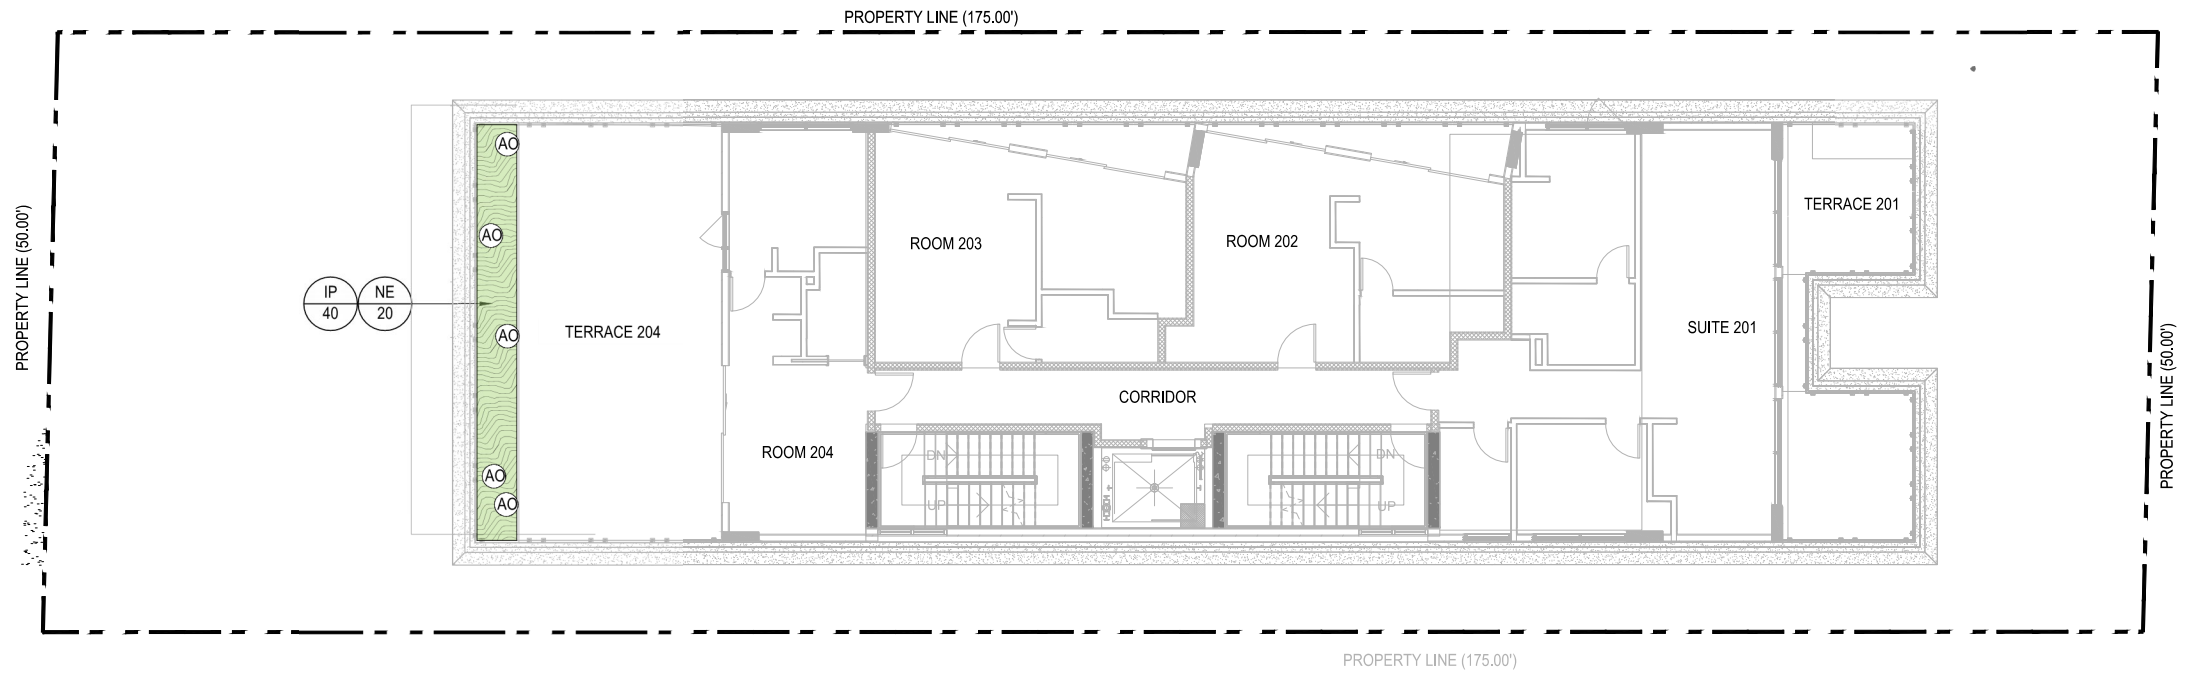 PROPERTY LINE (175.00')
AO
TERRACE 201
PROPERTY LINE (50.00')
AO
ROOM 203
ROOM 202
IP
40
NE
20
TERRACE 204
AO
SUITE 201
PROPERTY LINE (50.00')
CORRIDOR
ROOM 204
DN
DN
AO
UP
UP
AO
PROPERTY LINE (175.00')